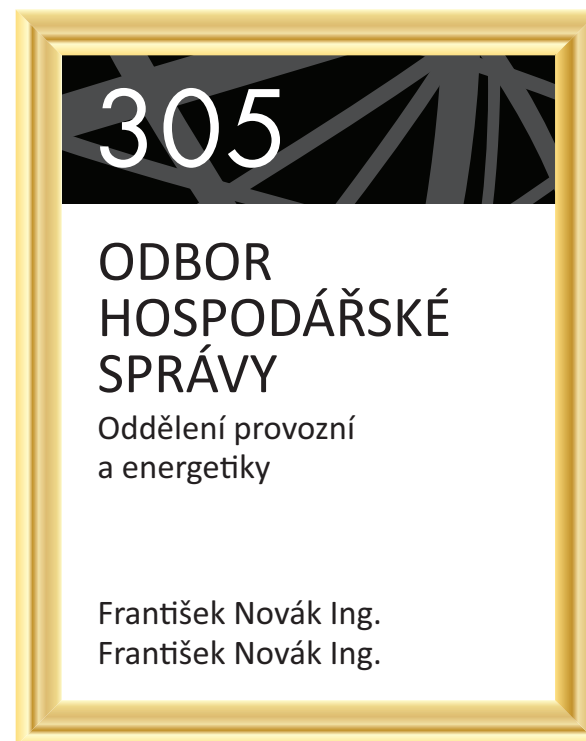 305
ODBOR
HOSPODÁŘSKÉ
SPRÁVY
Oddělení provozní
a energetiky
František Novák Ing.
František Novák Ing.